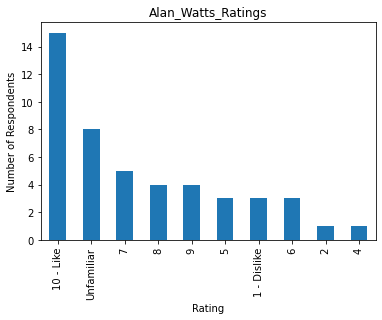 Alan_Watts_Ratings
Number of Respondents
14
12
10
8
6
4
2
0
10 - Like
Unfamiliar
7
8
9
5
1 - Dislike
6
2
4
Rating